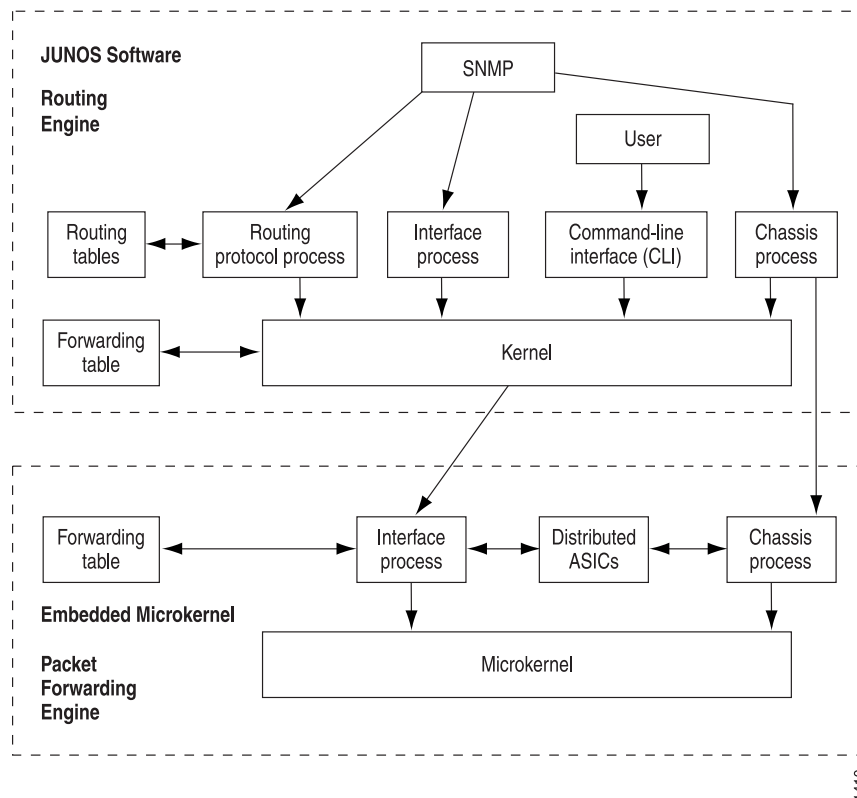 JUNOS Software
Routing
Engine
SNMP
User
Routing
tables
Routing
protocol process
Interface
process
Command-line
interface (CLI)
Chassis
process
Forwarding
table
Kernel
Forwarding
table
Interface
process
Distributed
ASICs
Chassis
process
Embedded Microkernel
Packet
Forwarding
Engine
Microkernel